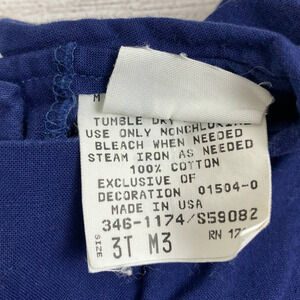 TUMBLE DRY
USE ONLY NONCHLORINE
BLEACH WHEN NEEDED
STEAM IRON AS NEEDED
100% COTTON
EXCLUSIVE OF
DECORATION 01504-0
MADE IN USA
346-1174/S59082
SIZE 3T M3 RN